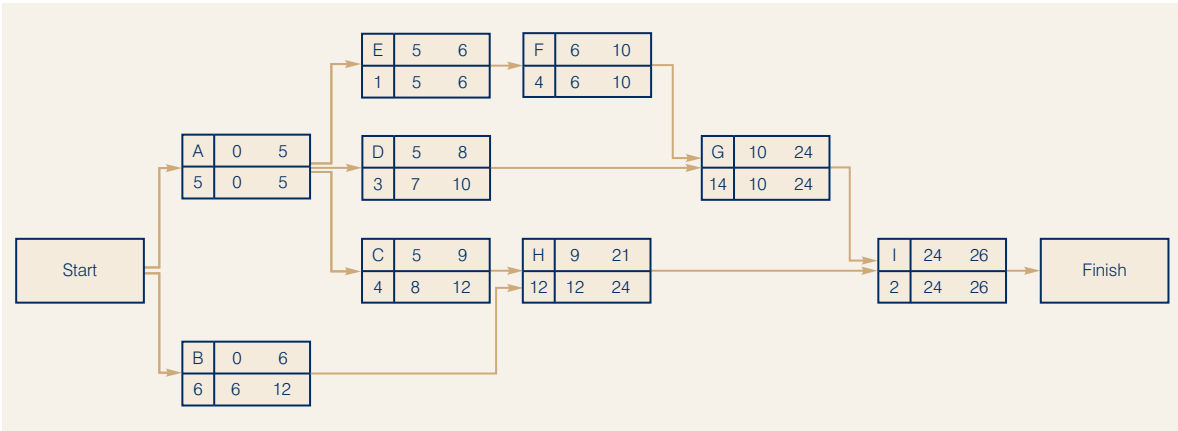 E 5 6
1 5 6
F 6 10
4 6 10
A 0 5
5 0 5
D 5 8
3 7 10
G 10 24
14 10 24
Start
C 5 9
4 8 12
H 9 21
12 12 24
I 24 26
2 24 26
Finish
B 0 6
6 6 12